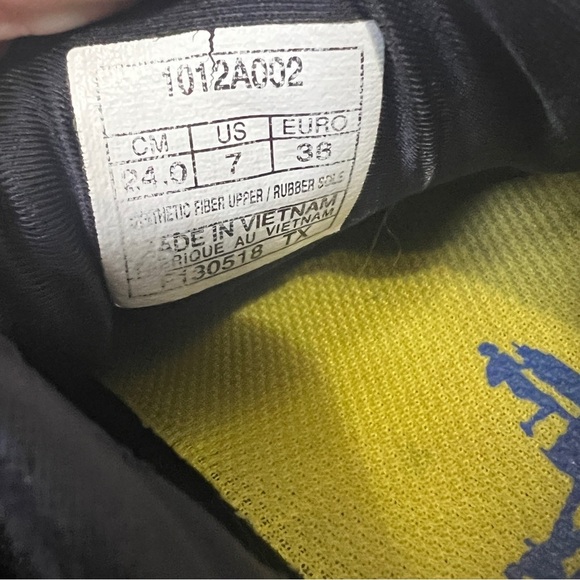 1012A002
CM US EURO
24.0 7 38
SYNTHETIC FIBER UPPER / RUBBER SOLE
MADE IN VIETNAM
FABRIQUE AU VIETNAM
130518 TX